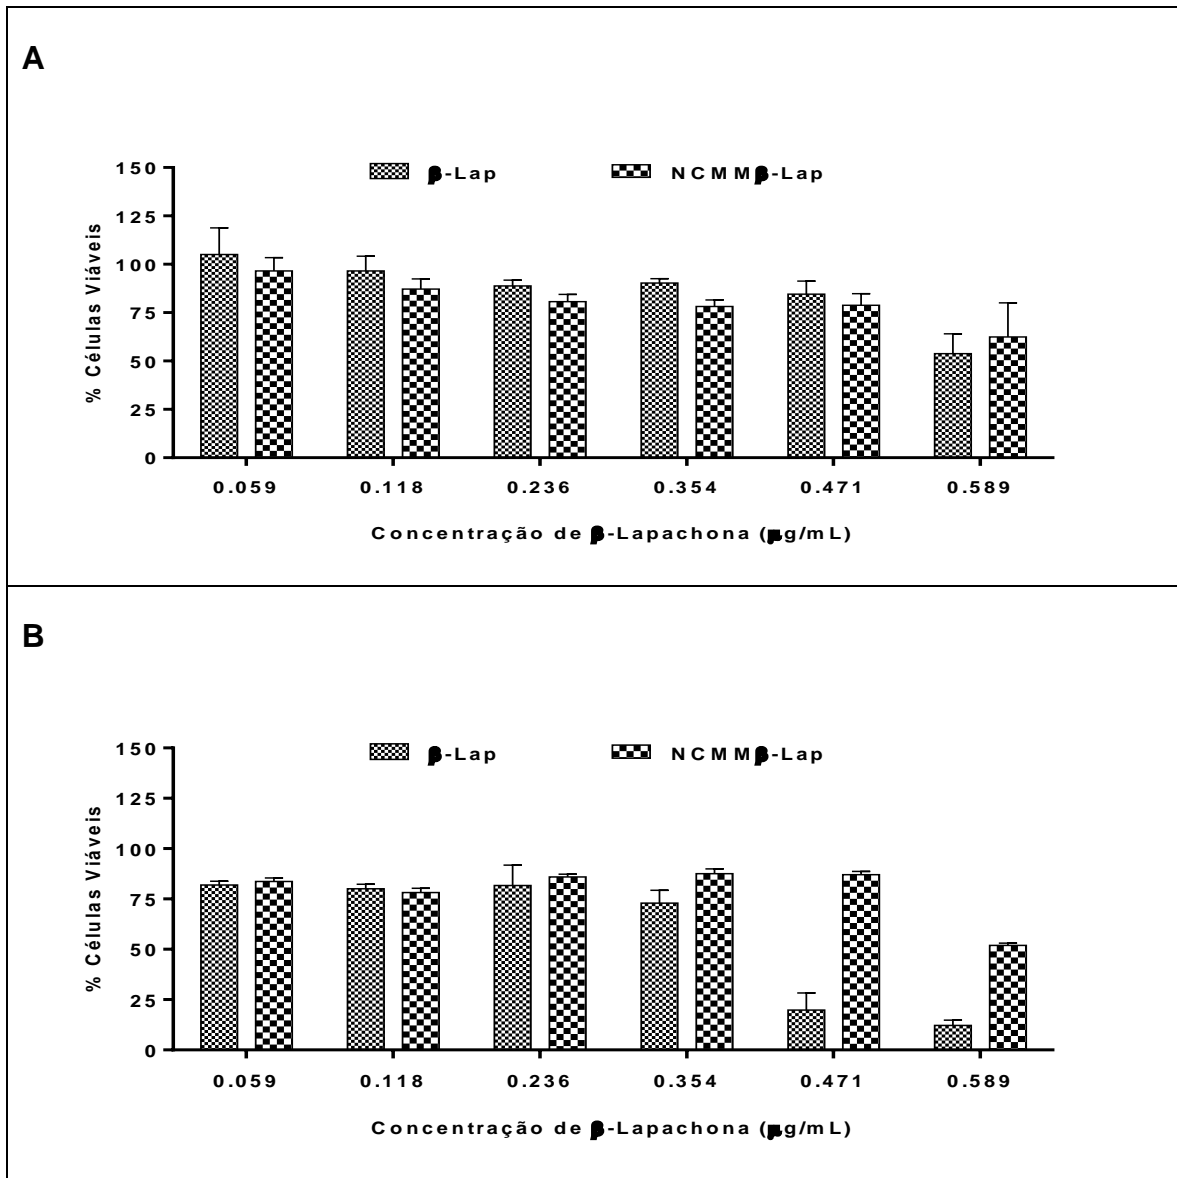 A
150
125
100
75
50
25
0
% Células Viáveis
β-Lap
NCMMβ-Lap
0.059 0.118 0.236 0.354 0.471 0.589
Concentração de β-Lapachona (μg/mL)
B
150
125
100
75
50
25
0
% Células Viáveis
β-Lap
NCMMβ-Lap
0.059 0.118 0.236 0.354 0.471 0.589
Concentração de β-Lapachona (μg/mL)